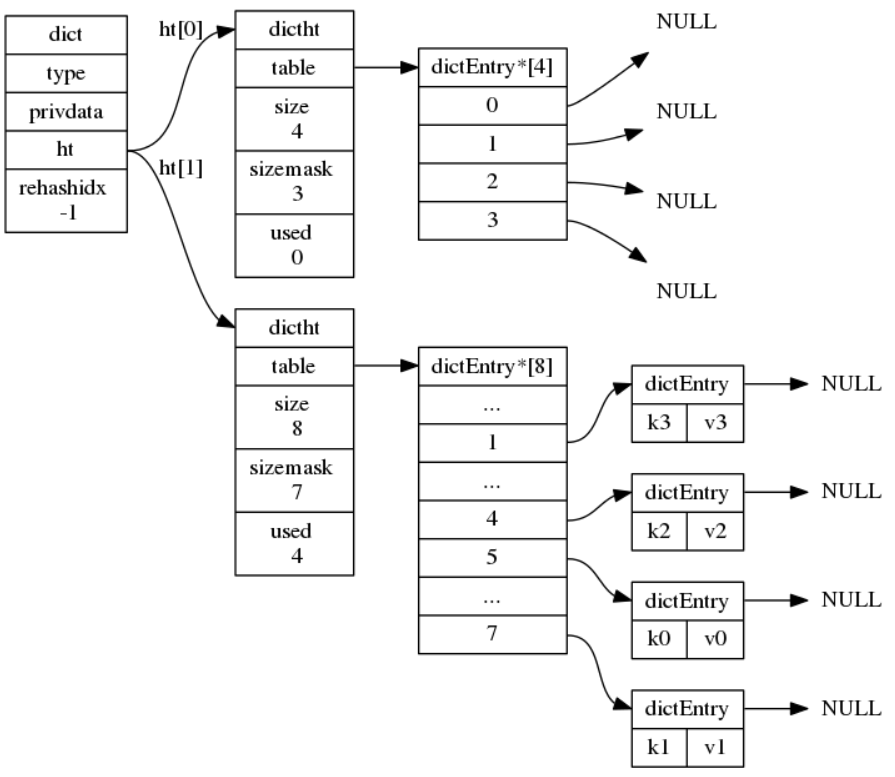 dict
type
privdata
ht
rehashidx
-1
ht[0]
ht[1]
dictht
table
size
4
sizemask
3
used
0
dictEntry*[4]
0
1
2
3
NULL
NULL
NULL
NULL
dictht
table
size
8
sizemask
7
used
4
dictEntry*[8]
...
1
...
4
5
...
7
dictEntry
k3 v3
NULL
dictEntry
k2 v2
NULL
dictEntry
k0 v0
NULL
dictEntry
k1 v1
NULL